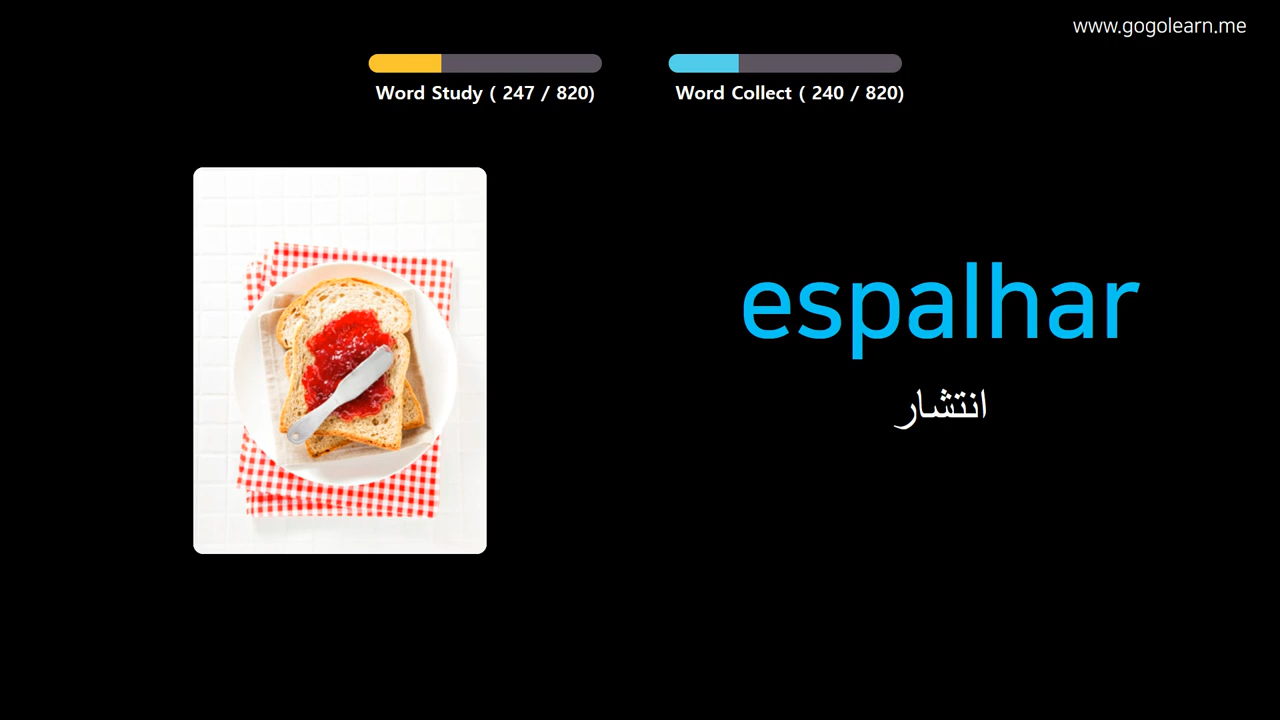 www.gogolearn.me
Word Study ( 247 / 820)
Word Collect ( 240 / 820)
espalhar
انتشار